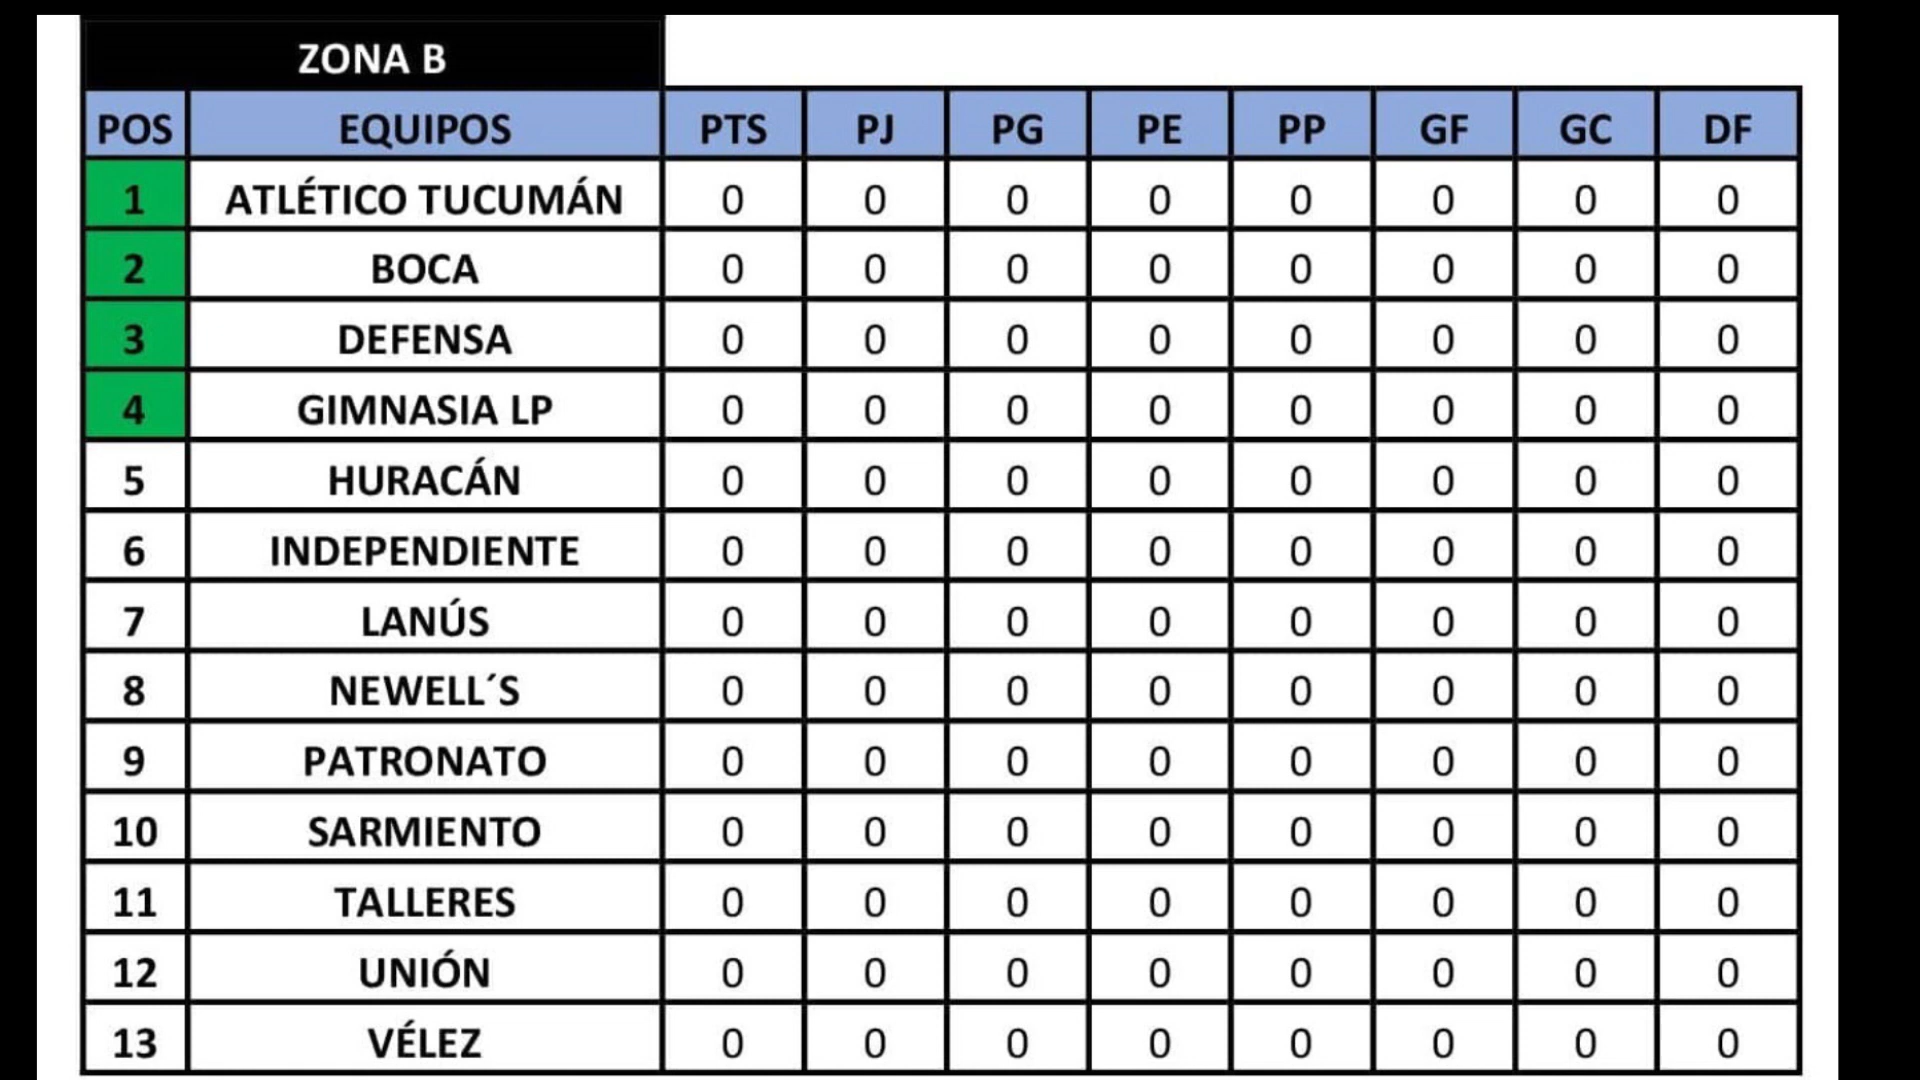 ZONA B
POS EQUIPOS PTS PJ PG PE PP GF GC DF
1 ATLÉTICO TUCUMÁN 0 0 0 0 0 0 0 0
2 BOCA 0 0 0 0 0 0 0 0
3 DEFENSA 0 0 0 0 0 0 0 0
4 GIMNASIA LP 0 0 0 0 0 0 0 0
5 HURACÁN 0 0 0 0 0 0 0 0
6 INDEPENDIENTE 0 0 0 0 0 0 0 0
7 LANÚS 0 0 0 0 0 0 0 0
8 NEWELL´S 0 0 0 0 0 0 0 0
9 PATRONATO 0 0 0 0 0 0 0 0
10 SARMIENTO 0 0 0 0 0 0 0 0
11 TALLERES 0 0 0 0 0 0 0 0
12 UNIÓN 0 0 0 0 0 0 0 0
13 VÉLEZ 0 0 0 0 0 0 0 0